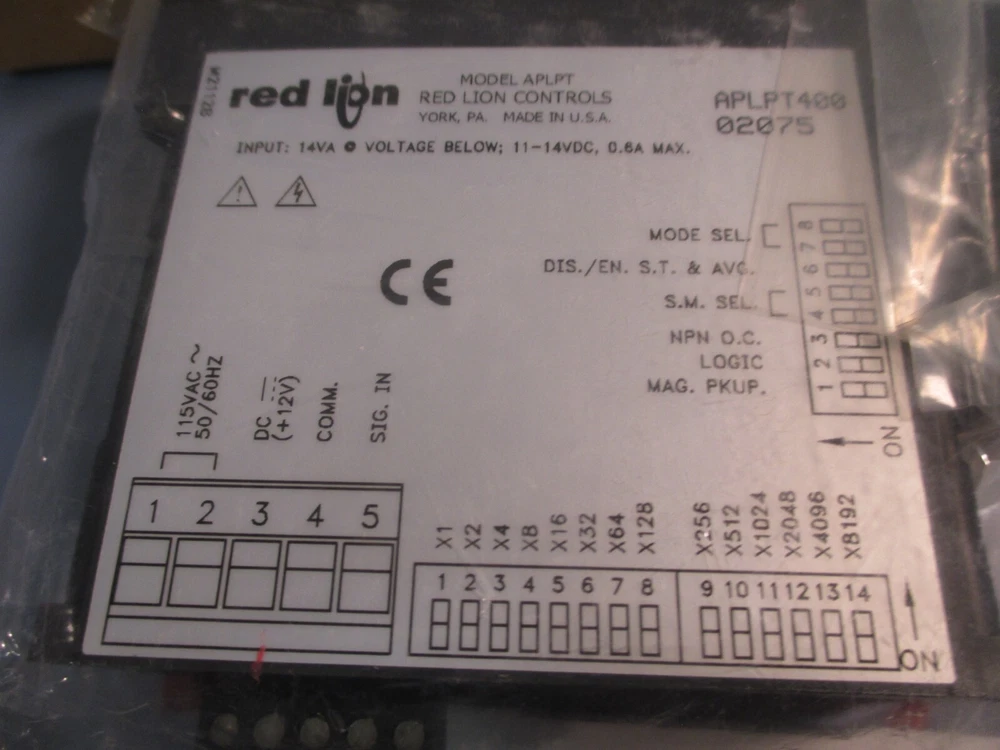 W21128
red lion
MODEL APLPT
RED LION CONTROLS
YORK, PA. MADE IN U.S.A.
APLPT400
02075
INPUT: 14VA @ VOLTAGE BELOW; 11-14VDC, 0.6A MAX.
CE
MODE SEL.
DIS./EN. S.T. & AVG.
S.M. SEL.
NPN O.C.
LOGIC
MAG. PKUP.
8
7
6
5
4
3
2
1
ON
115VAC ~
50/60HZ
DC
(+12V)
COMM.
SIG. IN
1 2 3 4 5
X1 X2 X4 X8 X16 X32 X64 X128 X256 X512 X1024 X2048 X4096 X8192
1 2 3 4 5 6 7 8 9 10 11 12 13 14
ON